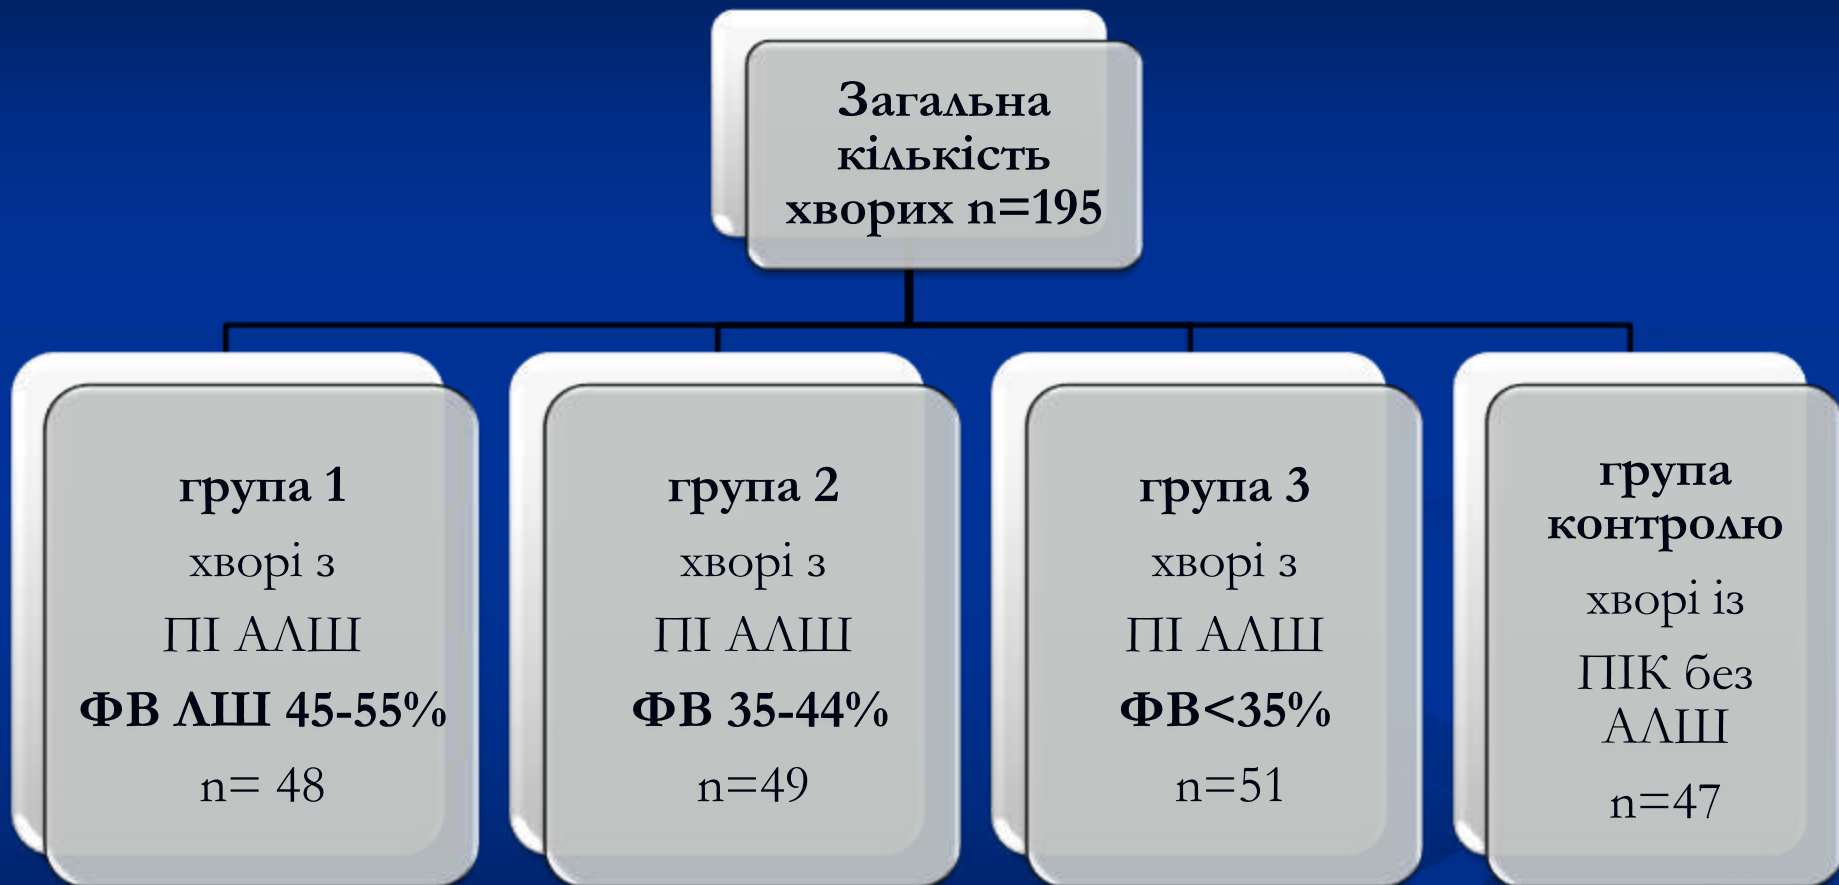 Загальна
кількість
хворих n=195
група 1
хворі з
ПІ АЛШ
ФВ ЛШ 45-55%
n= 48
група 2
хворі з
ПІ АЛШ
ФВ 35-44%
n=49
група 3
хворі з
ПІ АЛШ
ФВ<35%
n=51
група
контролю
хворі із
ПІК без
АЛШ
n=47